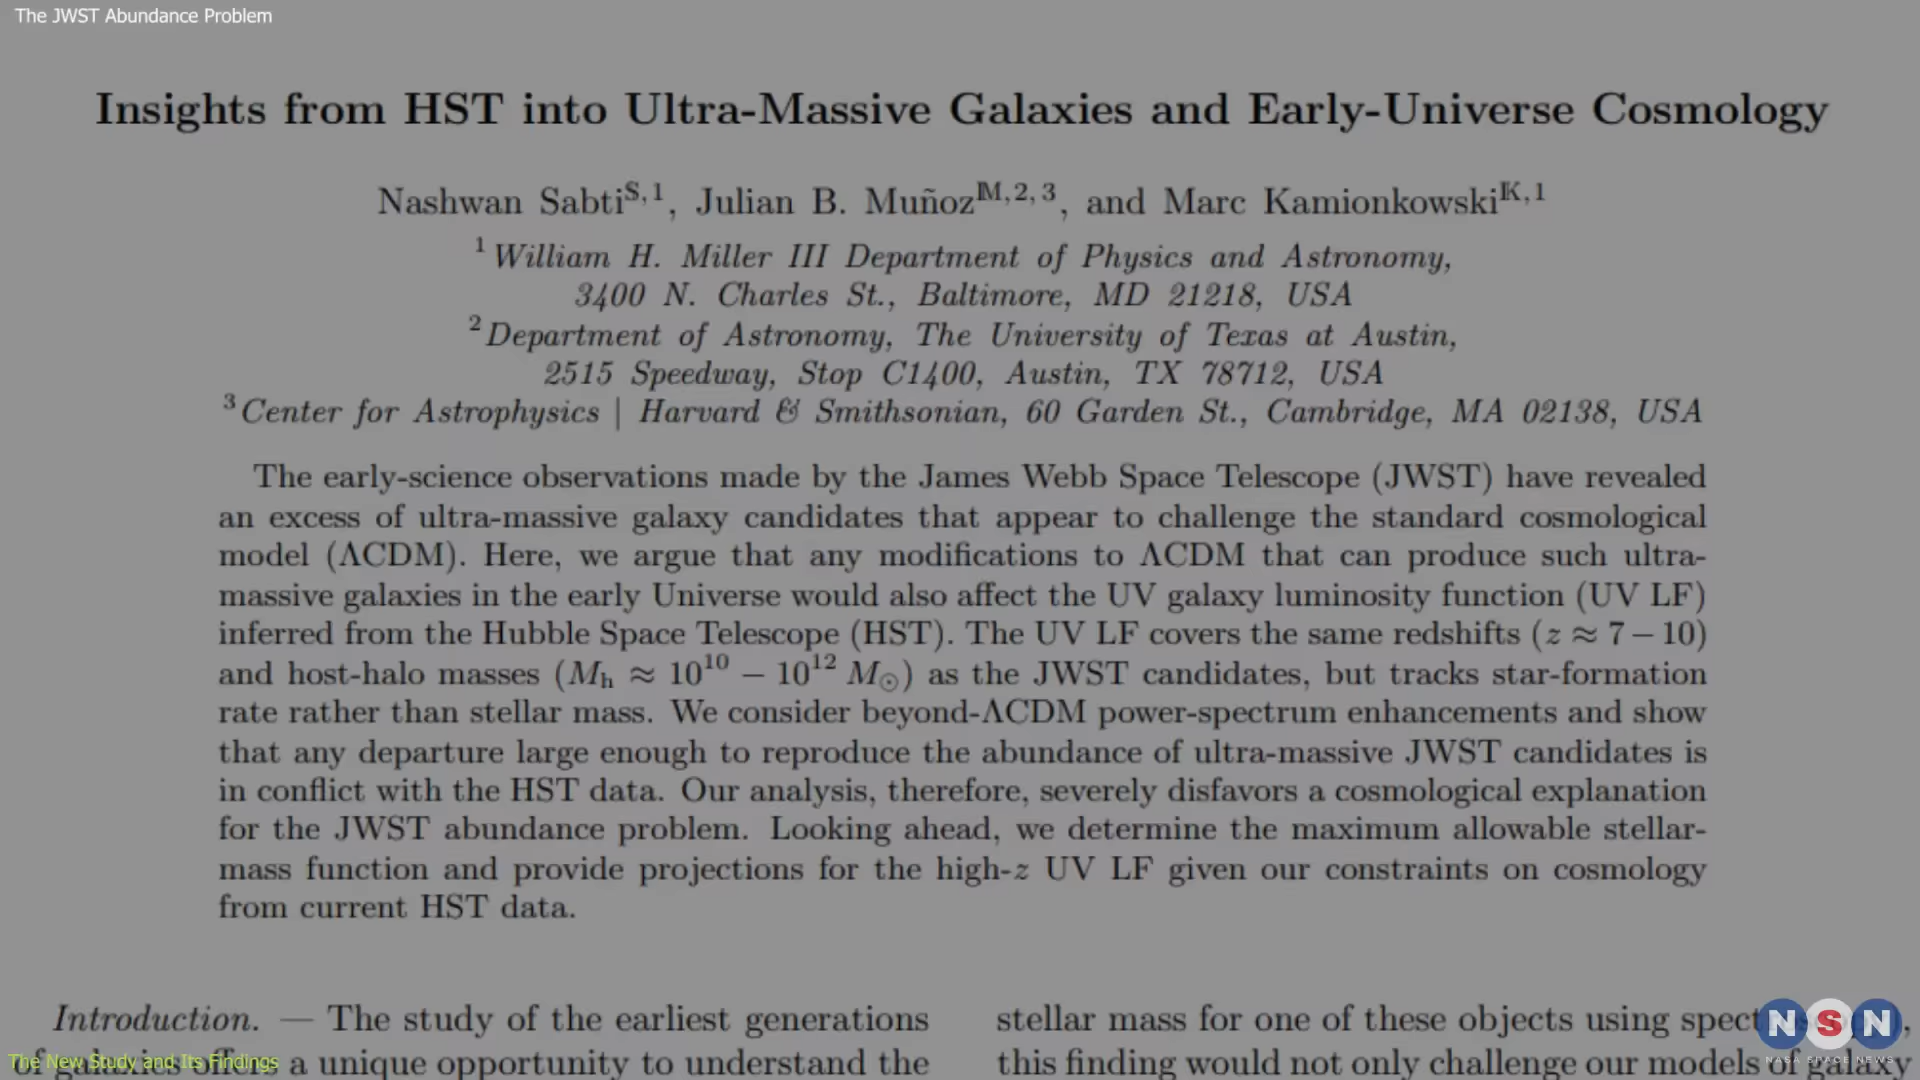 The JWST Abundance Problem
Insights from HST into Ultra-Massive Galaxies and Early-Universe Cosmology
Nashwan Sabti𝕊,1, Julian B. Muñoz𝕄,2,3, and Marc Kamionkowski𝕂,1
1 William H. Miller III Department of Physics and Astronomy,
3400 N. Charles St., Baltimore, MD 21218, USA
2 Department of Astronomy, The University of Texas at Austin,
2515 Speedway, Stop C1400, Austin, TX 78712, USA
3 Center for Astrophysics | Harvard & Smithsonian, 60 Garden St., Cambridge, MA 02138, USA
The early-science observations made by the James Webb Space Telescope (JWST) have revealed
an excess of ultra-massive galaxy candidates that appear to challenge the standard cosmological
model (ΛCDM). Here, we argue that any modifications to ΛCDM that can produce such ultra-
massive galaxies in the early Universe would also affect the UV galaxy luminosity function (UV LF)
inferred from the Hubble Space Telescope (HST). The UV LF covers the same redshifts (z ≈ 7 − 10)
and host-halo masses (Mh ≈ 10^10 − 10^12 M⊙) as the JWST candidates, but tracks star-formation
rate rather than stellar mass. We consider beyond-ΛCDM power-spectrum enhancements and show
that any departure large enough to reproduce the abundance of ultra-massive JWST candidates is
in conflict with the HST data. Our analysis, therefore, severely disfavors a cosmological explanation
for the JWST abundance problem. Looking ahead, we determine the maximum allowable stellar-
mass function and provide projections for the high-z UV LF given our constraints on cosmology
from current HST data.
Introduction. — The study of the earliest generations
of galaxies offers a unique opportunity to understand the
stellar mass for one of these objects using
this finding would not only challenge our models of galaxy
The New Study and Its Findings
NSN
NASA SPACE NEWS